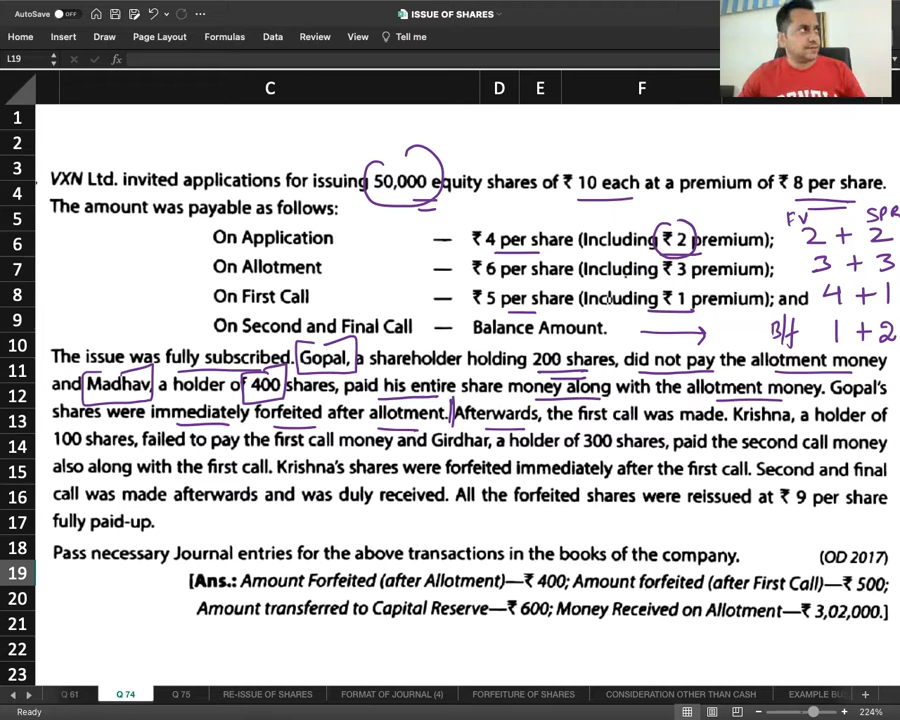 AutoSave OFF ISSUE OF SHARES
Home Insert Draw Page Layout Formulas Data Review View Tell me
L19 fx
C D E F
1
2
3
4
5
6
7
8
9
10
11
12
13
14
15
16
17
18
19
20
21
22
23
VXN Ltd. invited applications for issuing 50,000 equity shares of ₹ 10 each at a premium of ₹ 8 per share.
The amount was payable as follows:
FV SPR
On Application — ₹ 4 per share (Including ₹ 2 premium); 2 + 2
On Allotment — ₹ 6 per share (Including ₹ 3 premium); 3 + 3
On First Call — ₹ 5 per share (Including ₹ 1 premium); and 4 + 1
On Second and Final Call — Balance Amount. B/f 1 + 2
The issue was fully subscribed. Gopal, a shareholder holding 200 shares, did not pay the allotment money
and Madhav, a holder of 400 shares, paid his entire share money along with the allotment money. Gopal's
shares were immediately forfeited after allotment. Afterwards, the first call was made. Krishna, a holder of
100 shares, failed to pay the first call money and Girdhar, a holder of 300 shares, paid the second call money
also along with the first call. Krishna's shares were forfeited immediately after the first call. Second and final
call was made afterwards and was duly received. All the forfeited shares were reissued at ₹ 9 per share
fully paid-up.
Pass necessary Journal entries for the above transactions in the books of the company. (OD 2017)
[Ans.: Amount Forfeited (after Allotment)—₹ 400; Amount forfeited (after First Call)—₹ 500;
Amount transferred to Capital Reserve—₹ 600; Money Received on Allotment—₹ 3,02,000.]
Q 61 Q 74 Q 75 RE-ISSUE OF SHARES FORMAT OF JOURNAL (4) FORFEITURE OF SHARES CONSIDERATION OTHER THAN CASH EXAMPLE BU
Ready 224%